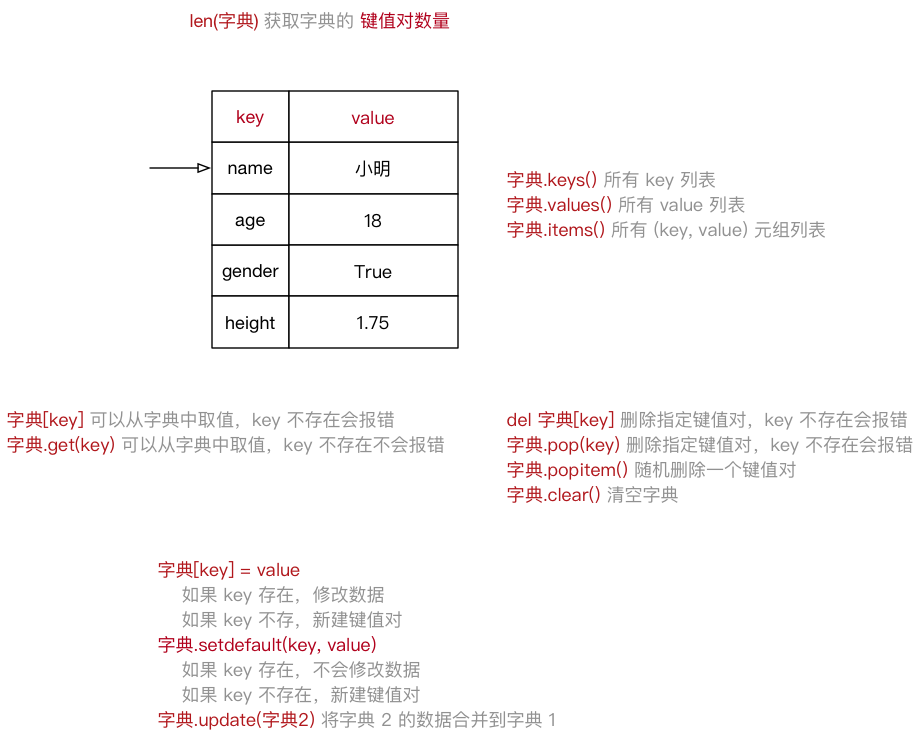 len(字典) 获取字典的 键值对数量
key value
name 小明
age 18
gender True
height 1.75
字典.keys() 所有 key 列表
字典.values() 所有 value 列表
字典.items() 所有 (key, value) 元组列表
字典[key] 可以从字典中取值，key 不存在会报错
字典.get(key) 可以从字典中取值，key 不存在不会报错
del 字典[key] 删除指定键值对，key 不存在会报错
字典.pop(key) 删除指定键值对，key 不存在会报错
字典.popitem() 随机删除一个键值对
字典.clear() 清空字典
字典[key] = value
如果 key 存在，修改数据
如果 key 不存，新建键值对
字典.setdefault(key, value)
如果 key 存在，不会修改数据
如果 key 不存在，新建键值对
字典.update(字典2) 将字典 2 的数据合并到字典 1